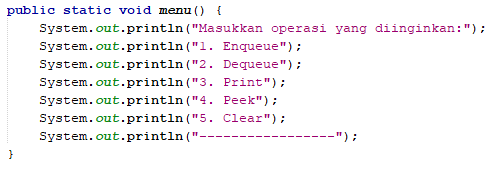 public static void menu() {
    System.out.println("Masukkan operasi yang diinginkan:");
    System.out.println("1. Enqueue");
    System.out.println("2. Dequeue");
    System.out.println("3. Print");
    System.out.println("4. Peek");
    System.out.println("5. Clear");
    System.out.println("-----------------");
}